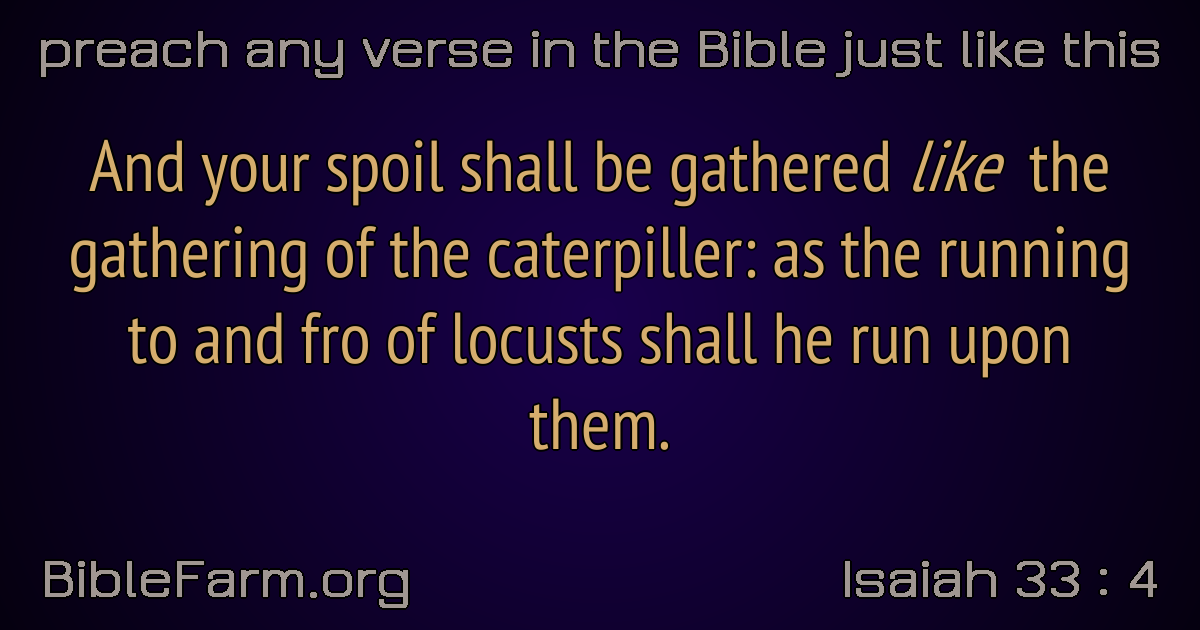 preach any verse in the Bible just like this
And your spoil shall be gathered like the
gathering of the caterpiller: as the running
to and fro of locusts shall he run upon
them.
BibleFarm.org
Isaiah 33 : 4